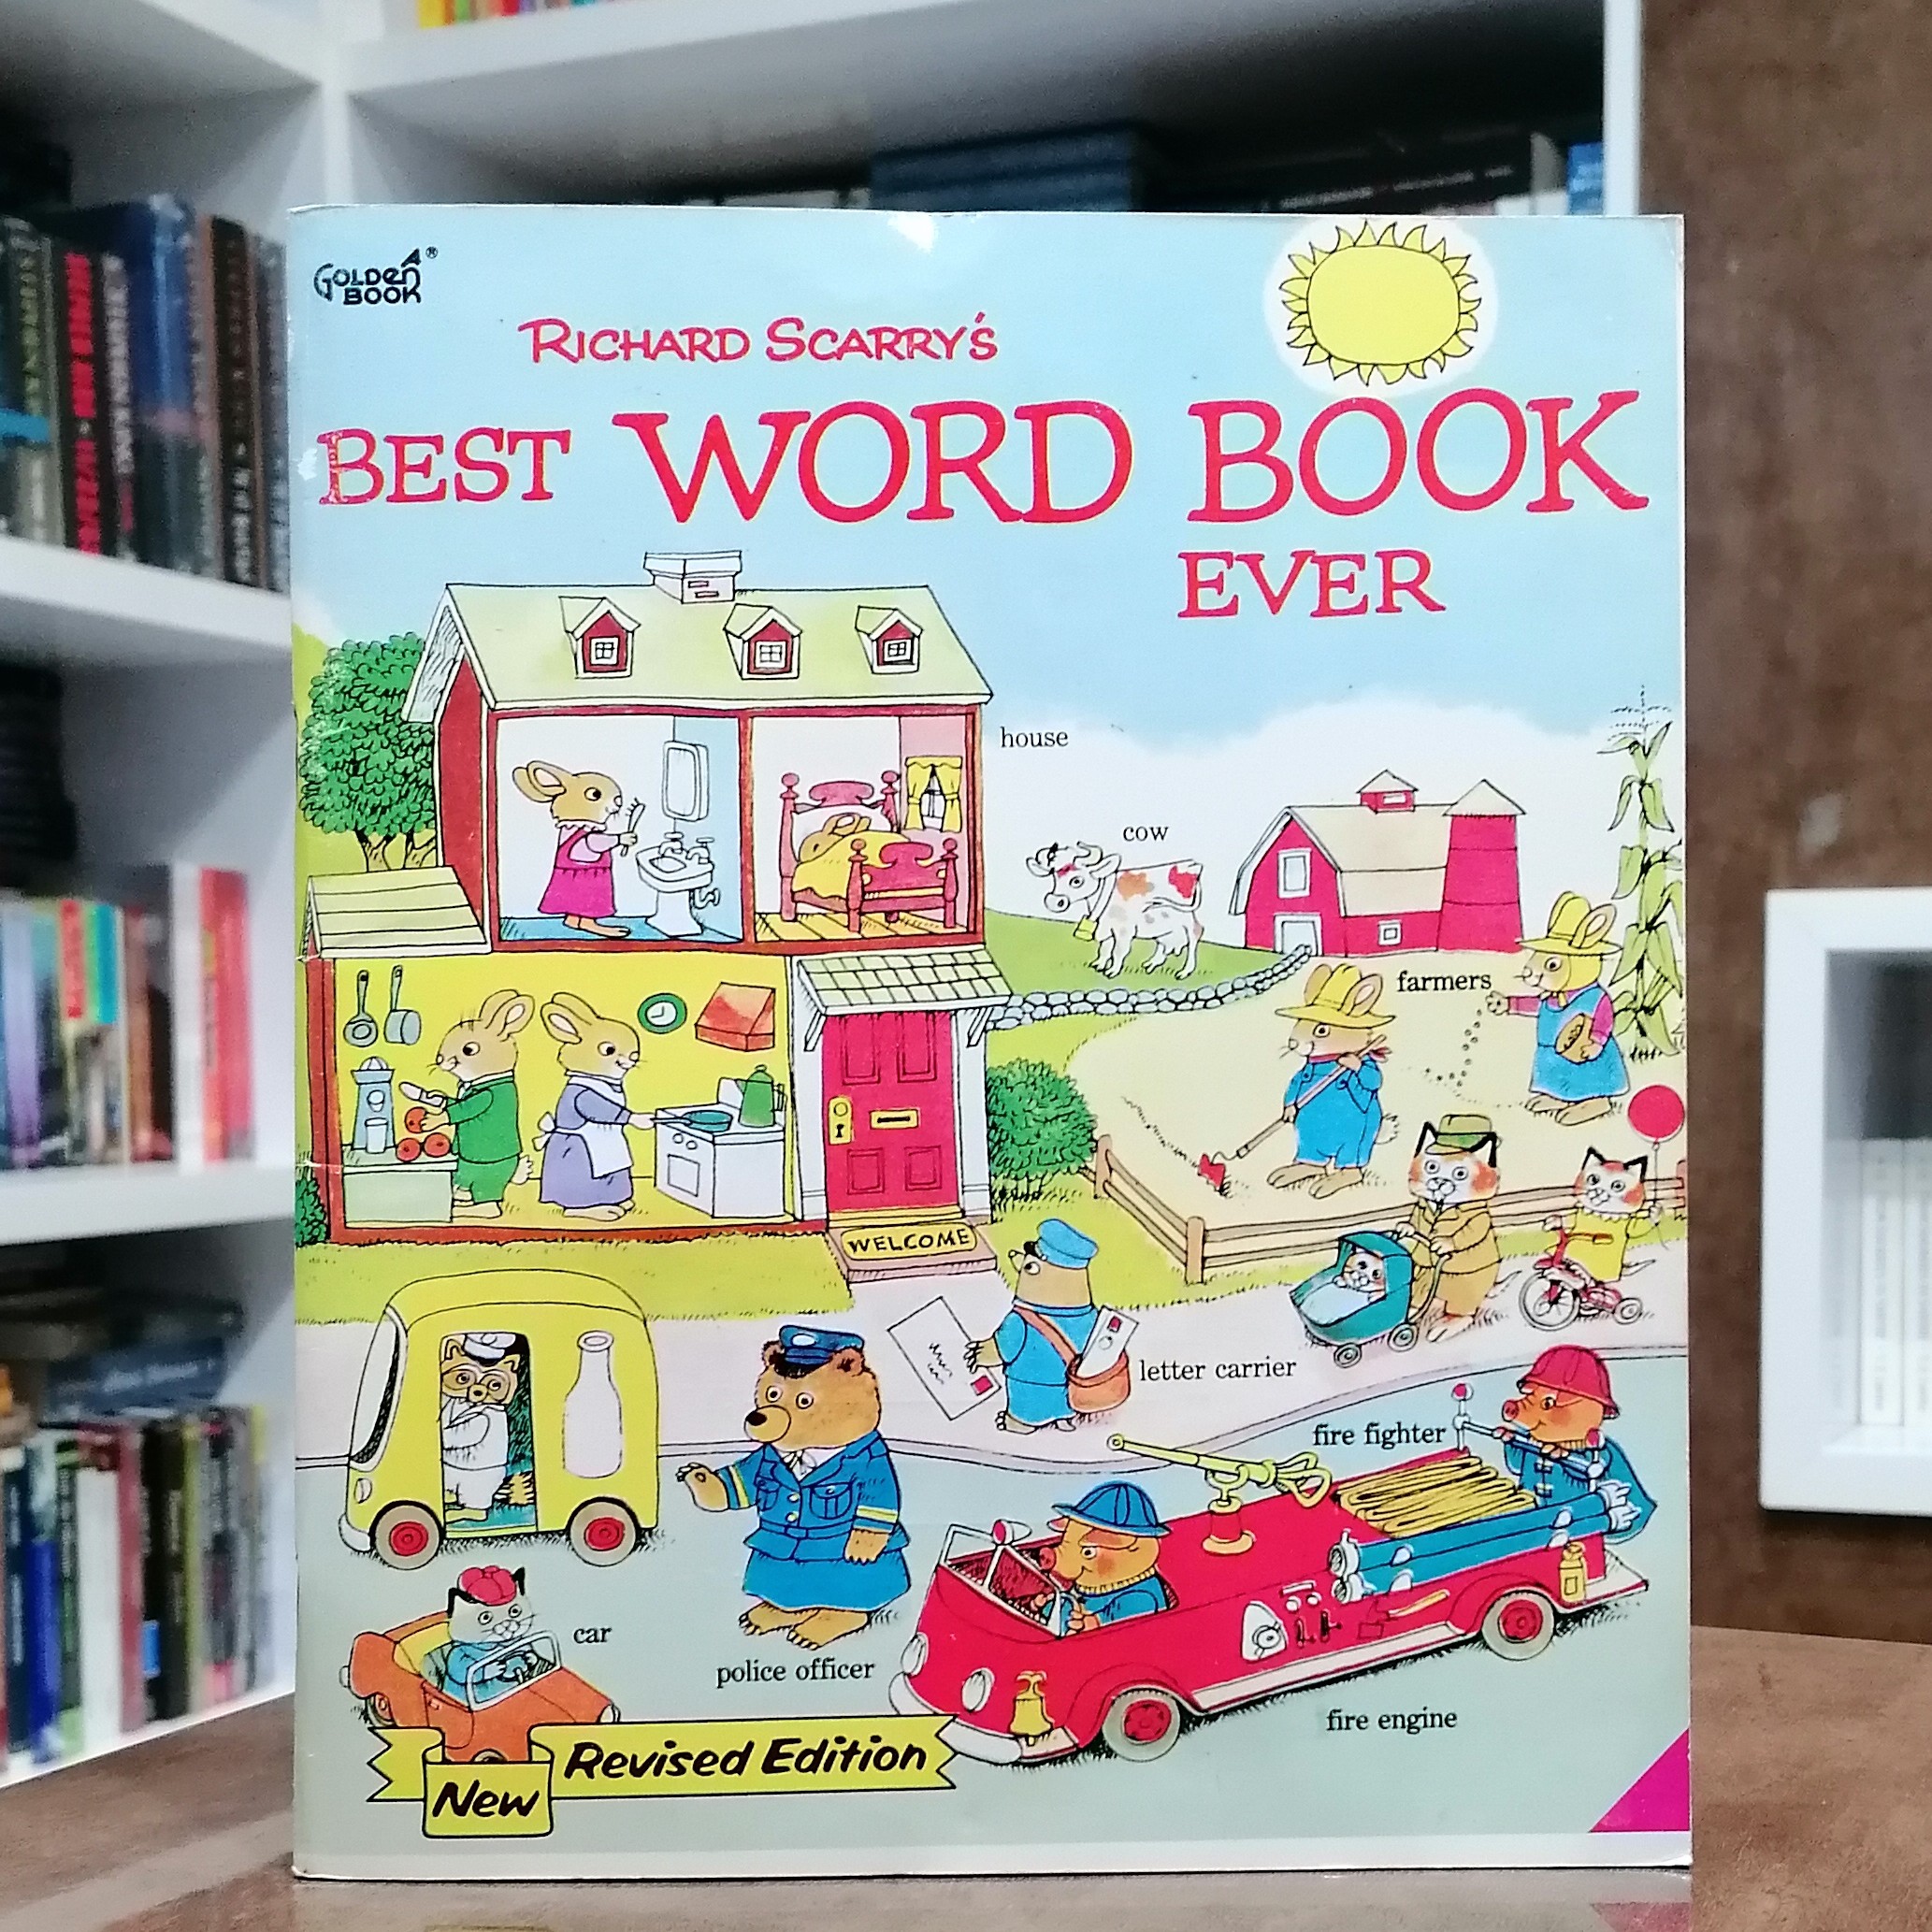 A
GOLDEN®
BOOK
RICHARD SCARRY'S
BEST WORD BOOK
EVER
house
cow
farmers
WELCOME
letter carrier
fire fighter
car
police officer
fire engine
New Revised Edition